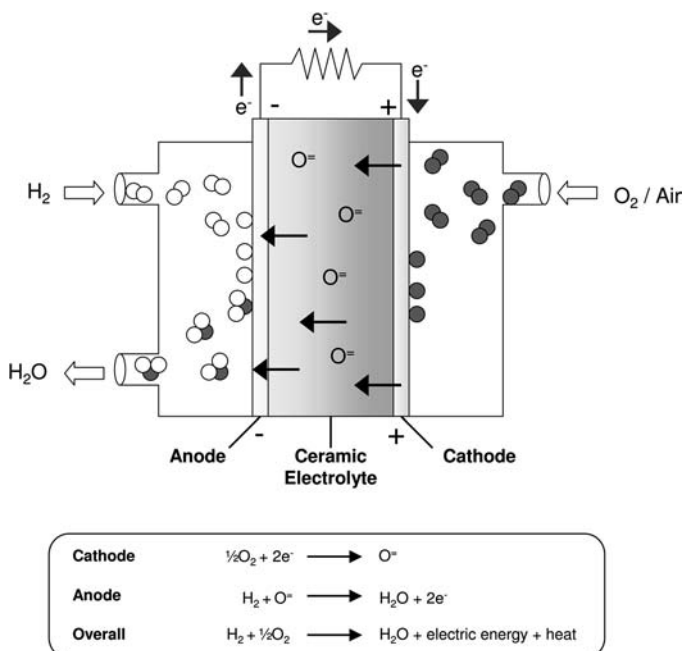 e⁻
e⁻ - + e⁻
O⁼
H₂ O₂ / Air
O⁼
O⁼
O⁼
H₂O
- +
Anode Ceramic Cathode
Electrolyte
Cathode ½O₂ + 2e⁻ → O⁼
Anode H₂ + O⁼ → H₂O + 2e⁻
Overall H₂ + ½O₂ → H₂O + electric energy + heat